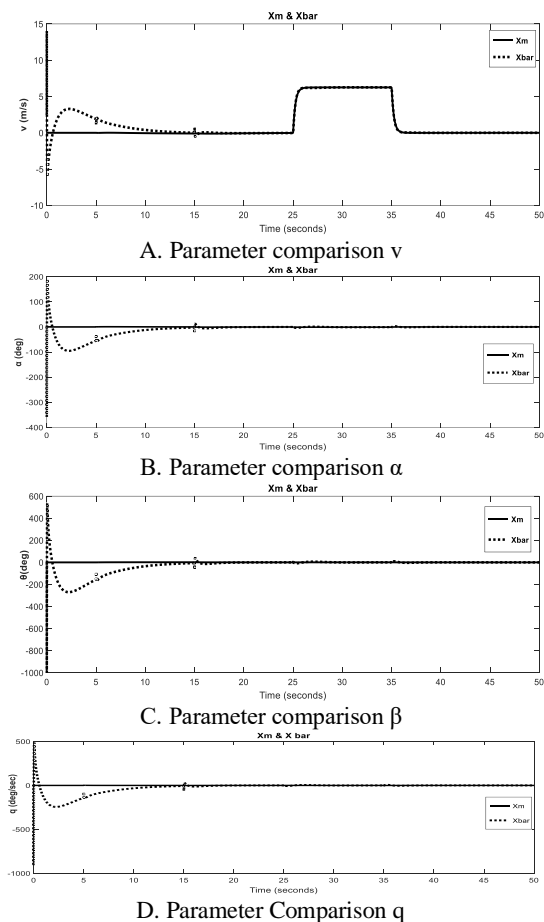 Xm & Xbar
15
10
5
0
-5
-10
v (m/s)
Xm
Xbar
0 5 10 15 20 25 30 35 40 45 50
Time (seconds)
A. Parameter comparison v
Xm & Xbar
200
100
0
-100
-200
-300
-400
α (deg)
Xm
Xbar
0 5 10 15 20 25 30 35 40 45 50
Time (seconds)
B. Parameter comparison α
Xm & Xbar
600
400
200
0
-200
-400
-600
-800
-1000
θ(deg)
Xm
Xbar
0 5 10 15 20 25 30 35 40 45 50
Time (seconds)
C. Parameter comparison β
Xm & X bar
500
0
-500
-1000
q (deg/sec)
Xm
Xbar
0 5 10 15 20 25 30 35 40 45 50
Time (seconds)
D. Parameter Comparison q